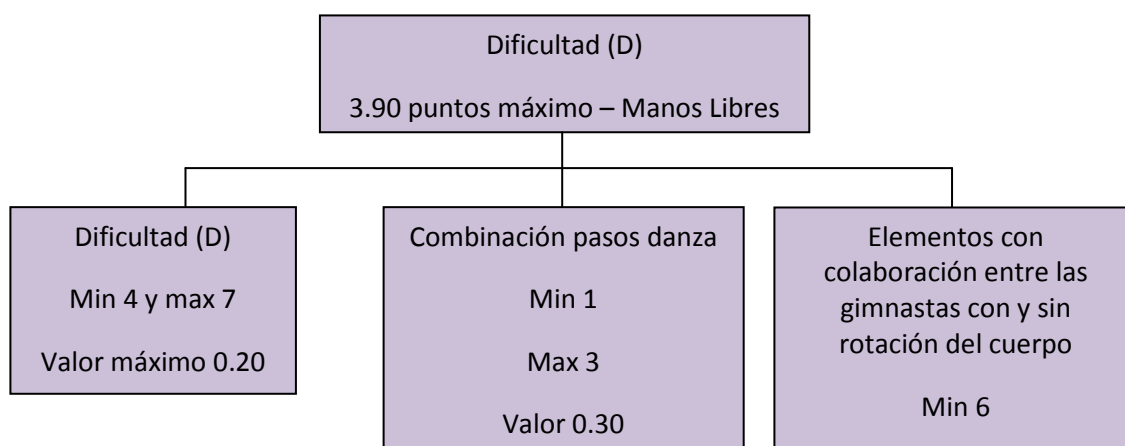 Dificultad (D)
3.90 puntos máximo – Manos Libres
Dificultad (D)
Min 4 y max 7
Valor máximo 0.20
Combinación pasos danza
Min 1
Max 3
Valor 0.30
Elementos con
colaboración entre las
gimnastas con y sin
rotación del cuerpo
Min 6